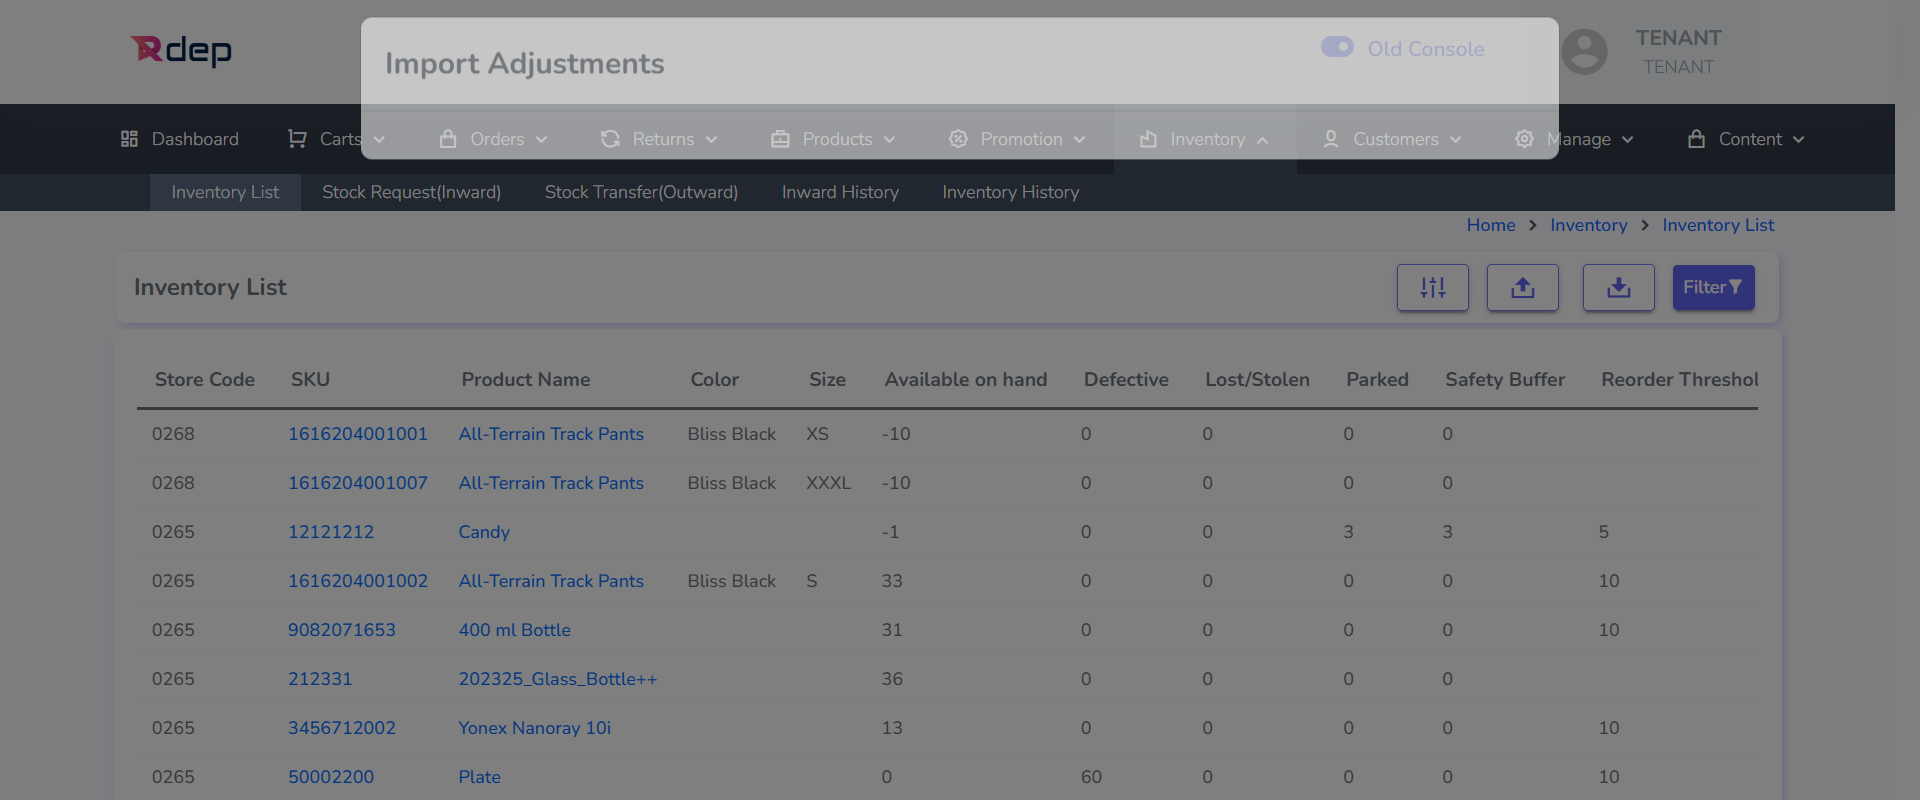 Rdep
Import Adjustments
Old Console
TENANT
TENANT
Dashboard Carts Orders Returns Products Promotion Inventory Customers Manage Content
Inventory List Stock Request(Inward) Stock Transfer(Outward) Inward History Inventory History
Home > Inventory > Inventory List
Inventory List Filter
Store Code SKU Product Name Color Size Available on hand Defective Lost/Stolen Parked Safety Buffer Reorder Threshol
0268 1616204001001 All-Terrain Track Pants Bliss Black XS -10 0 0 0 0
0268 1616204001007 All-Terrain Track Pants Bliss Black XXXL -10 0 0 0 0
0265 12121212 Candy -1 0 0 3 3 5
0265 1616204001002 All-Terrain Track Pants Bliss Black S 33 0 0 0 0 10
0265 9082071653 400 ml Bottle 31 0 0 0 0 10
0265 212331 202325_Glass_Bottle++ 36 0 0 0 0
0265 3456712002 Yonex Nanoray 10i 13 0 0 0 0 10
0265 50002200 Plate 0 60 0 0 0 10